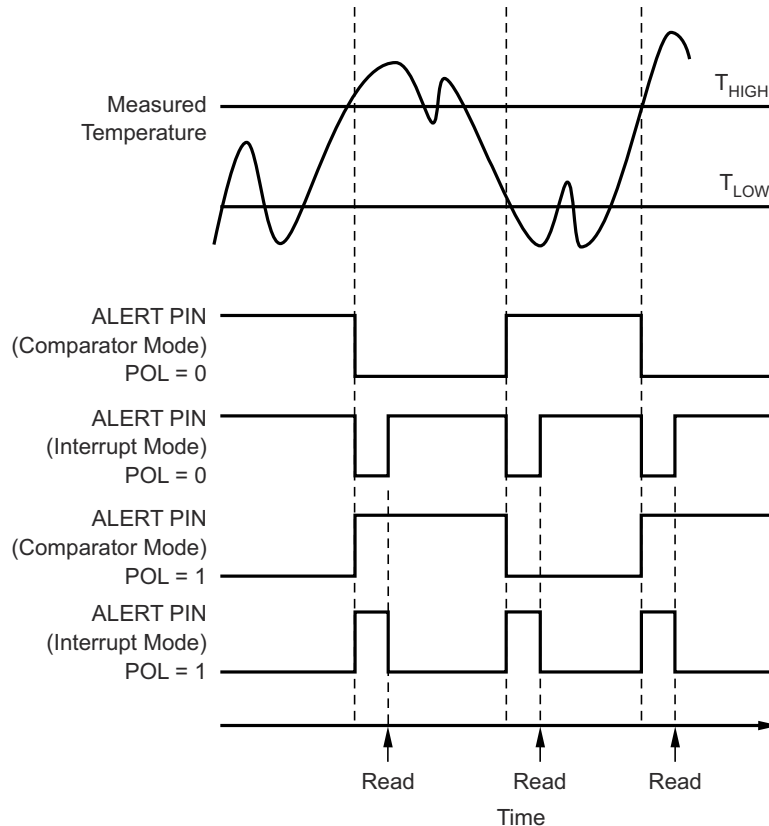 Measured
Temperature
THIGH
TLOW
ALERT PIN
(Comparator Mode)
POL = 0
ALERT PIN
(Interrupt Mode)
POL = 0
ALERT PIN
(Comparator Mode)
POL = 1
ALERT PIN
(Interrupt Mode)
POL = 1
Read
Read
Read
Time